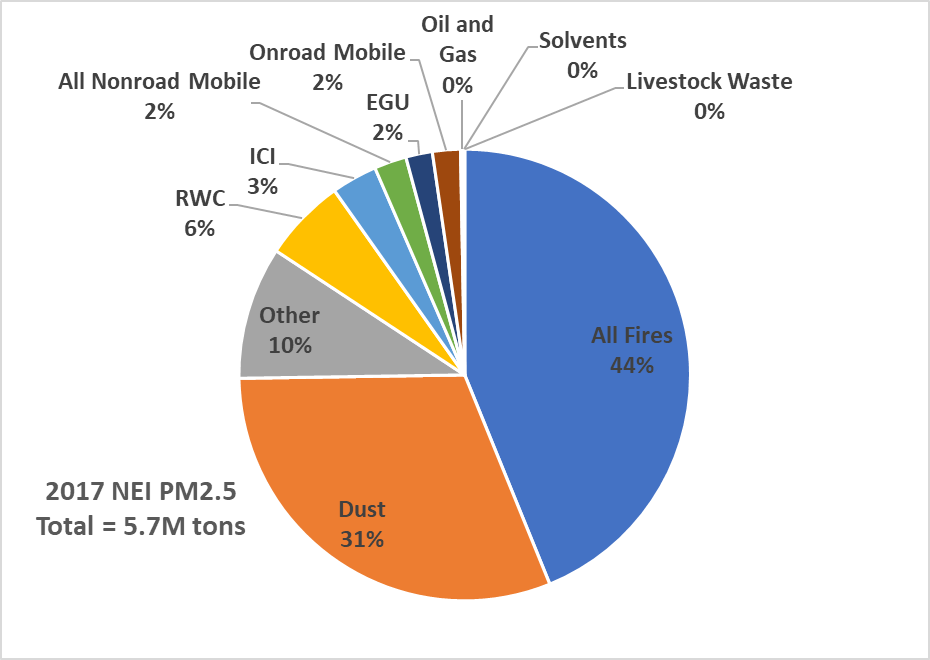 Oil and
Gas
0%
Solvents
0%
Onroad Mobile
2%
Livestock Waste
0%
All Nonroad Mobile
2%
EGU
2%
ICI
3%
RWC
6%
Other
10%
All Fires
44%
Dust
31%
2017 NEI PM2.5
Total = 5.7M tons